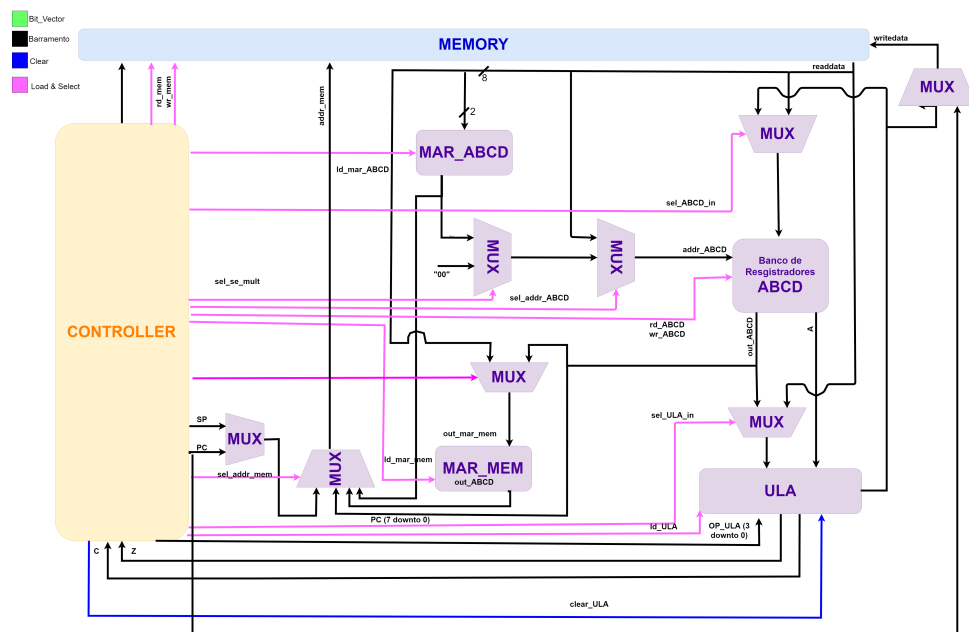 Bit_Vector
Barramento
Clear
Load & Select
MEMORY
writedata
readdata
MUX
rd_mem
wr_mem
addr_mem
8
2
MAR_ABCD
MUX
ld_mar_ABCD
sel_ABCD_in
MUX
MUX
"00"
addr_ABCD
Banco de
Resgistradores
ABCD
sel_se_mult
sel_addr_ABCD
rd_ABCD
wr_ABCD
CONTROLLER
out_ABCD
A
MUX
SP
PC
MUX
sel_ULA_in
MUX
out_mar_mem
ld_mar_mem
sel_addr_mem
MUX
MAR_MEM
out_ABCD
ULA
PC (7 downto 0)
ld_ULA
OP_ULA (3
downto 0)
C
Z
clear_ULA